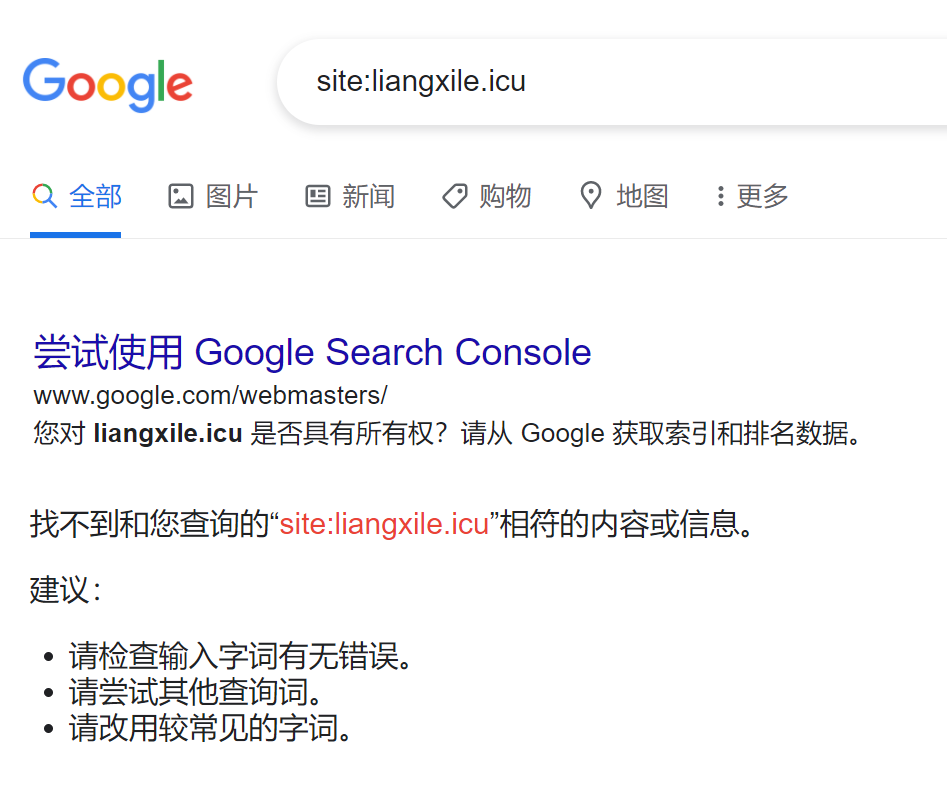 Google
site:liangxile.icu
全部 图片 新闻 购物 地图 更多
尝试使用 Google Search Console
www.google.com/webmasters/
您对 liangxile.icu 是否具有所有权？请从 Google 获取索引和排名数据。
找不到和您查询的“site:liangxile.icu”相符的内容或信息。
建议：
请检查输入字词有无错误。
请尝试其他查询词。
请改用较常见的字词。